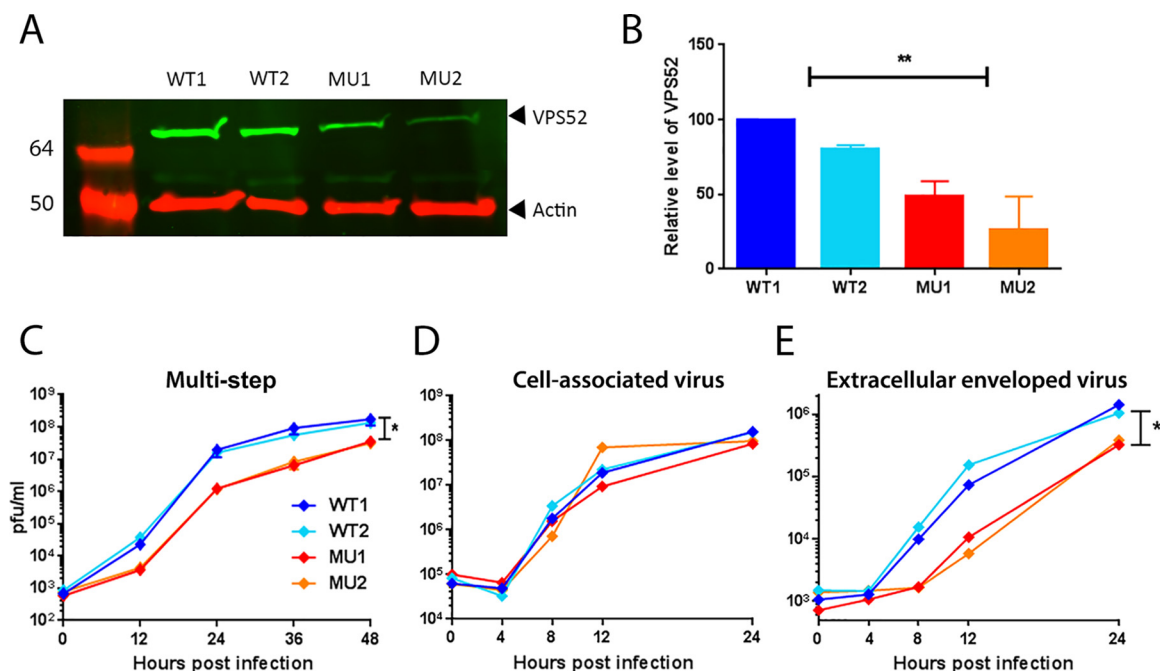 A
WT1 WT2 MU1 MU2
VPS52
64
50
Actin
B
Relative level of VPS52
150
100
50
0
**
WT1 WT2 MU1 MU2
C
Multi-step
pfu/ml
10⁹
10⁸
10⁷
10⁶
10⁵
10⁴
10³
10²
*
WT1
WT2
MU1
MU2
0 12 24 36 48
Hours post infection
D
Cell-associated virus
10⁹
10⁸
10⁷
10⁶
10⁵
10⁴
0 4 8 12 24
Hours post infection
E
Extracellular enveloped virus
10⁶
10⁵
10⁴
10³
*
0 4 8 12 24
Hours post infection